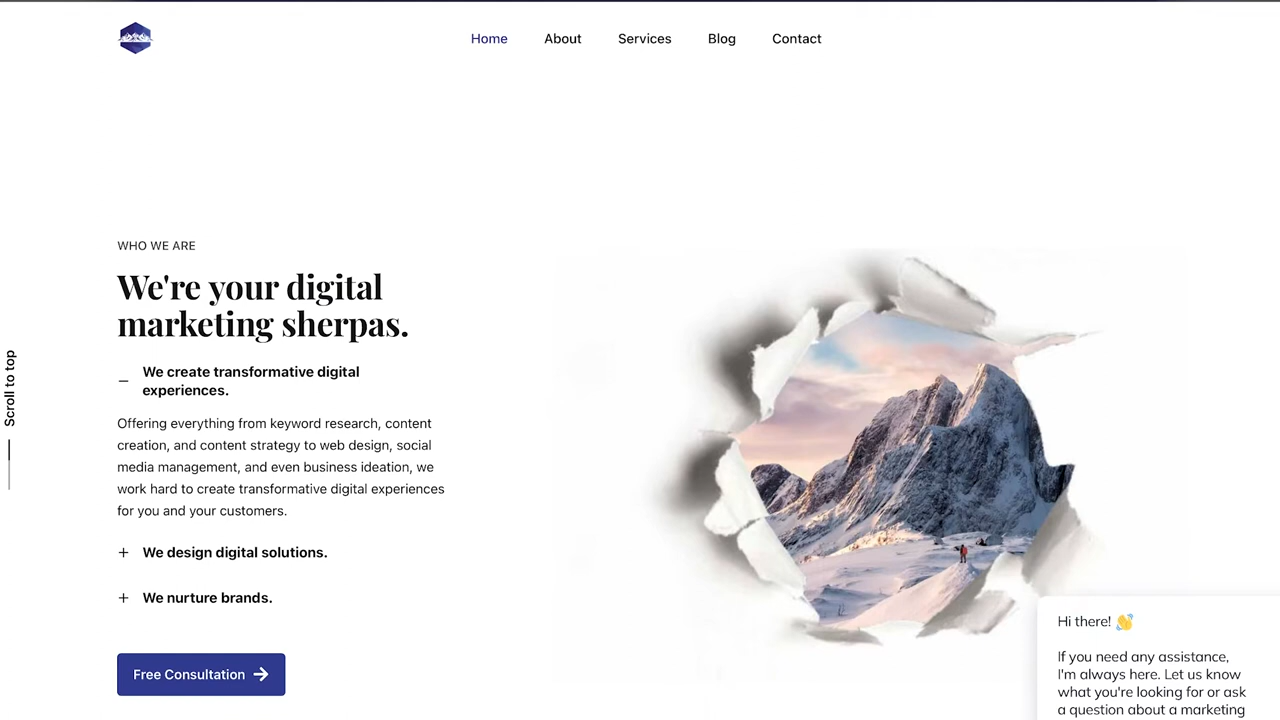 Home About Services Blog Contact
WHO WE ARE
We're your digital
marketing sherpas.
We create transformative digital
experiences.
Offering everything from keyword research, content
creation, and content strategy to web design, social
media management, and even business ideation, we
work hard to create transformative digital experiences
for you and your customers.
We design digital solutions.
We nurture brands.
Free Consultation
Scroll to top
Hi there! 👋
If you need any assistance,
I'm always here. Let us know
what you're looking for or ask
a question about a marketing